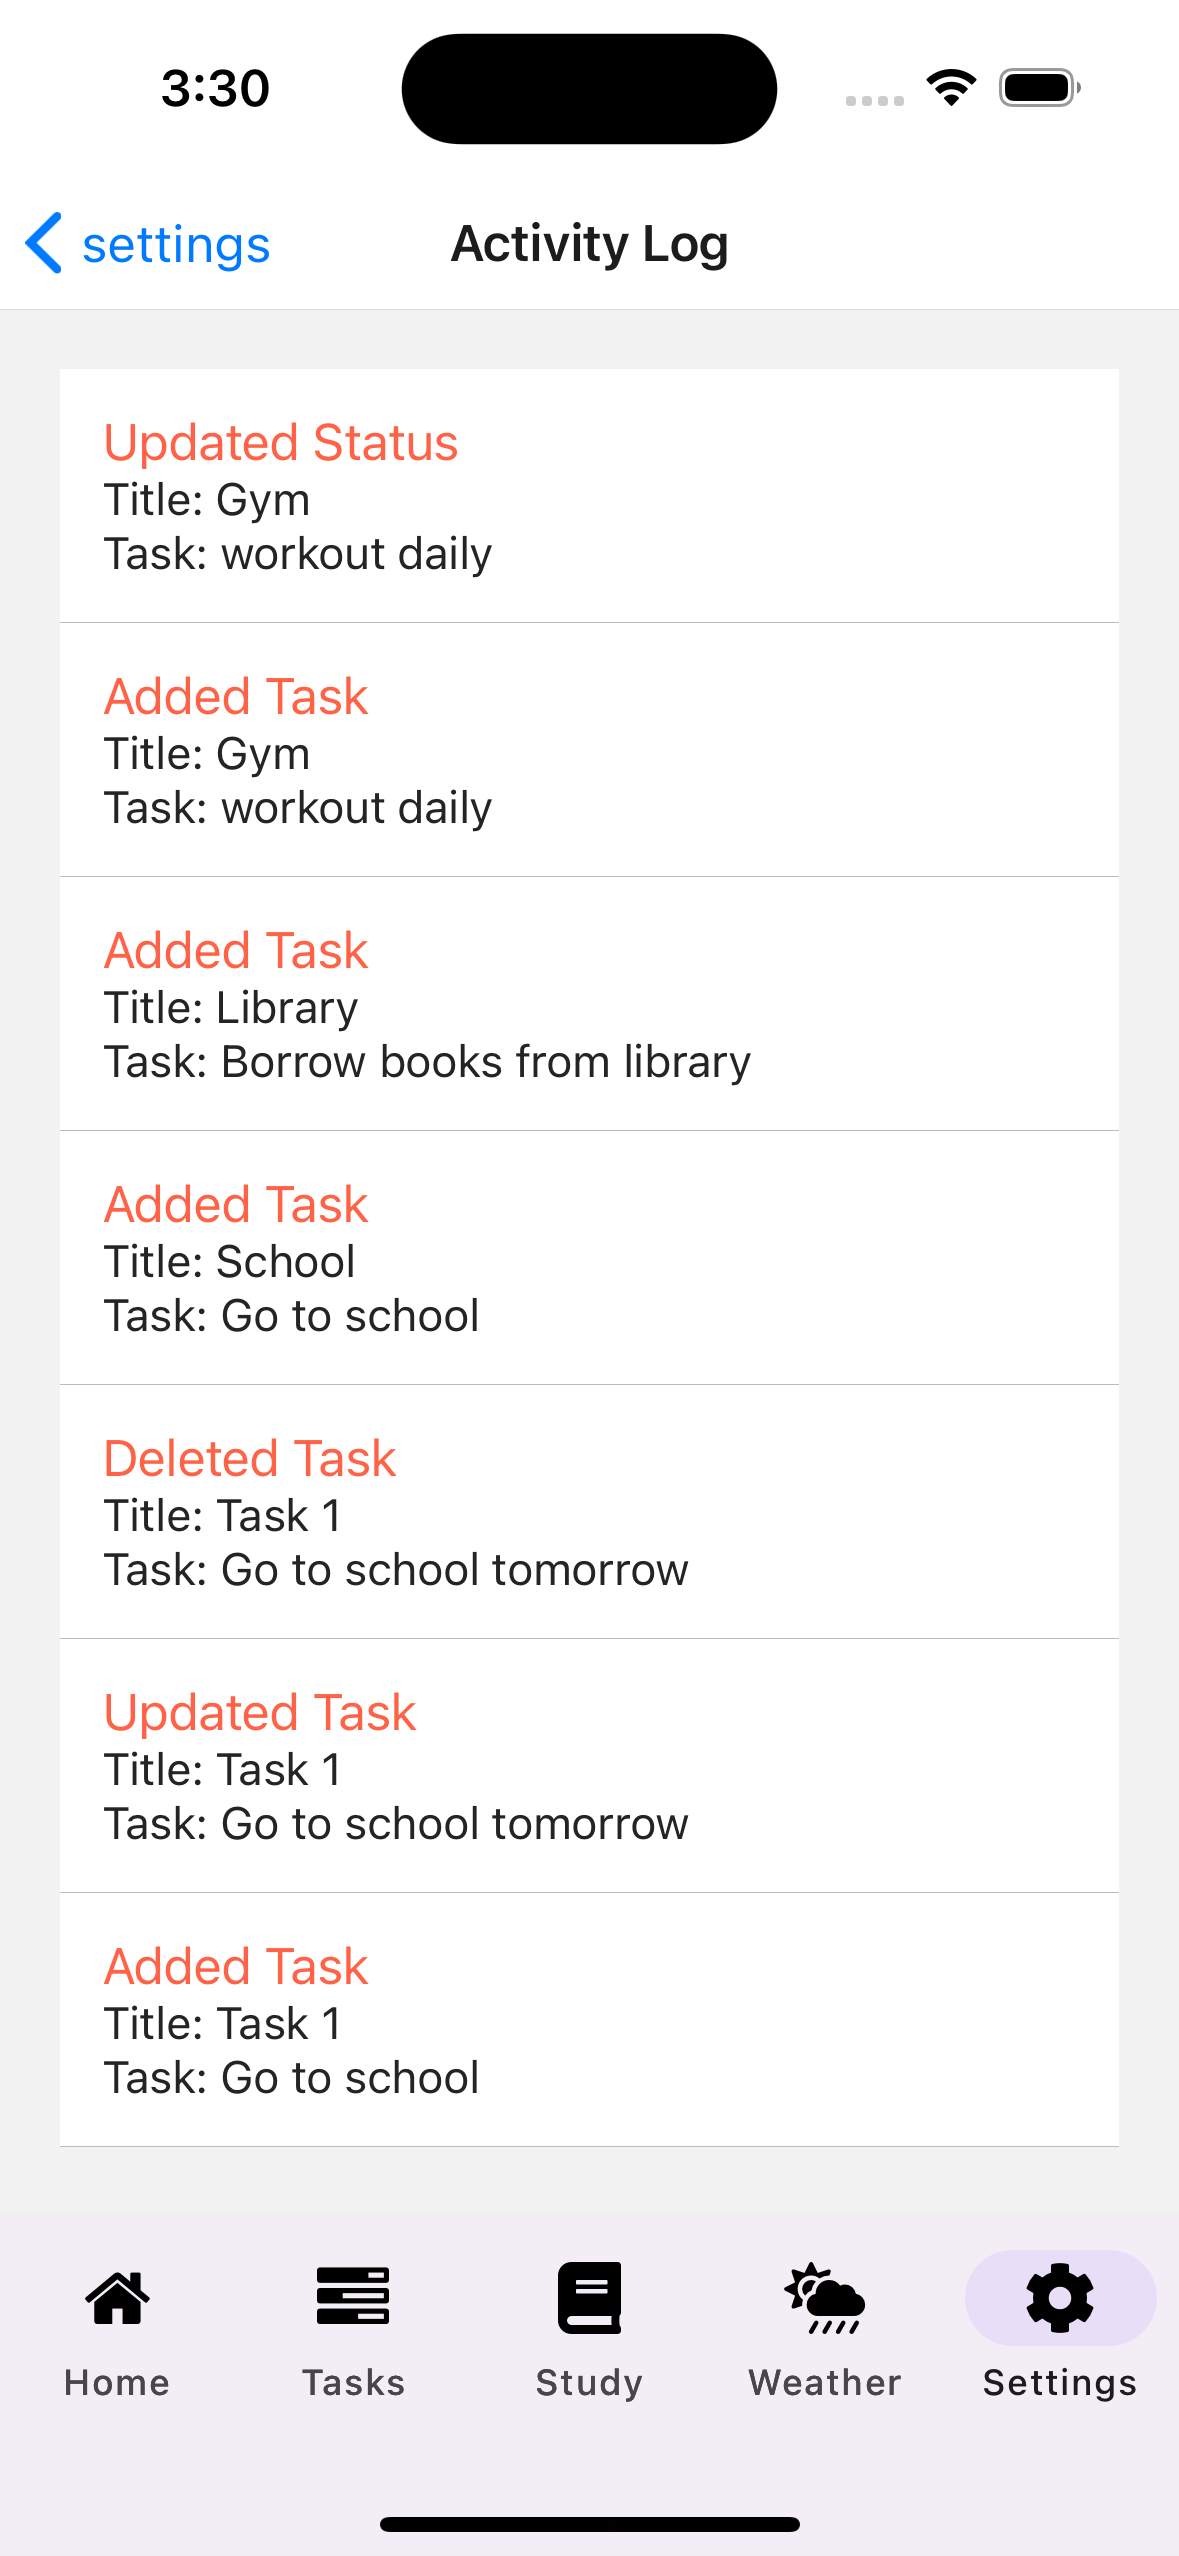 3:30
settings
Activity Log
Updated Status
Title: Gym
Task: workout daily
Added Task
Title: Gym
Task: workout daily
Added Task
Title: Library
Task: Borrow books from library
Added Task
Title: School
Task: Go to school
Deleted Task
Title: Task 1
Task: Go to school tomorrow
Updated Task
Title: Task 1
Task: Go to school tomorrow
Added Task
Title: Task 1
Task: Go to school
Home
Tasks
Study
Weather
Settings